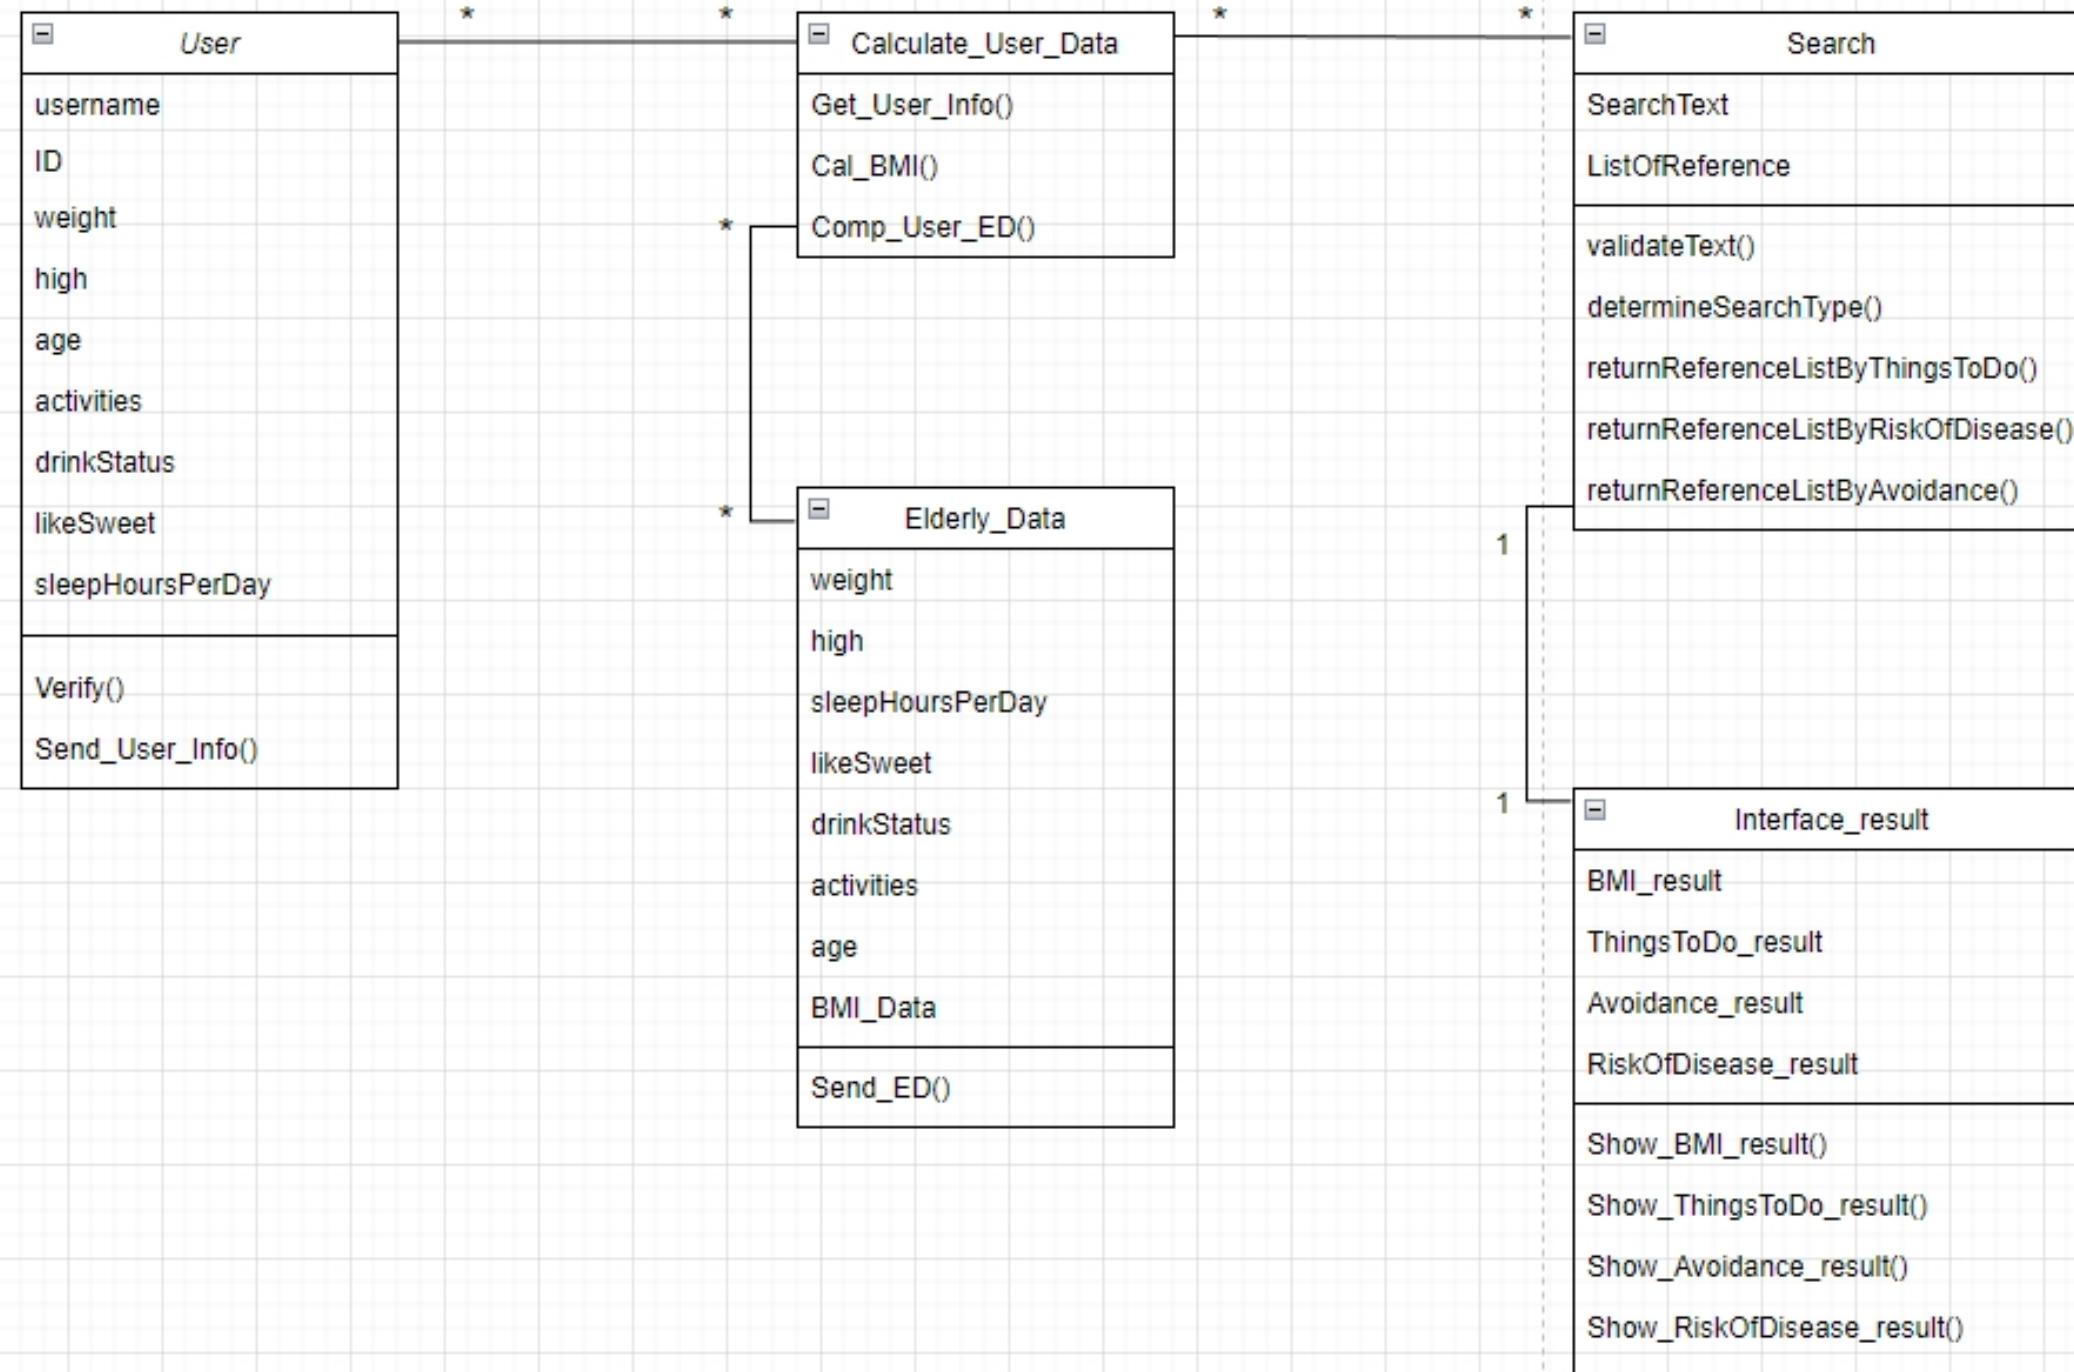 * * * *
User
username
ID
weight
high
age
activities
drinkStatus
likeSweet
sleepHoursPerDay
Verify()
Send_User_Info()
Calculate_User_Data
Get_User_Info()
Cal_BMI()
* Comp_User_ED()
* Elderly_Data
weight
high
sleepHoursPerDay
likeSweet
drinkStatus
activities
age
BMI_Data
Send_ED()
Search
SearchText
ListOfReference
validateText()
determineSearchType()
returnReferenceListByThingsToDo()
returnReferenceListByRiskOfDisease()
returnReferenceListByAvoidance()
1
1 Interface_result
BMI_result
ThingsToDo_result
Avoidance_result
RiskOfDisease_result
Show_BMI_result()
Show_ThingsToDo_result()
Show_Avoidance_result()
Show_RiskOfDisease_result()